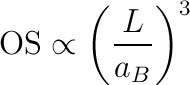 OS ∝ (L/a_B)^3